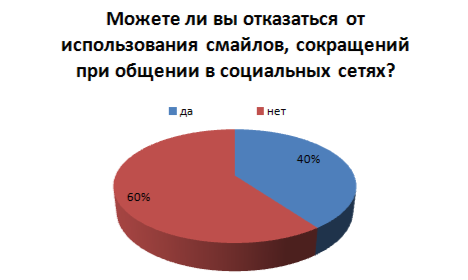 Можете ли вы отказаться от
использования смайлов, сокращений
при общении в социальных сетях?
да нет
40%
60%